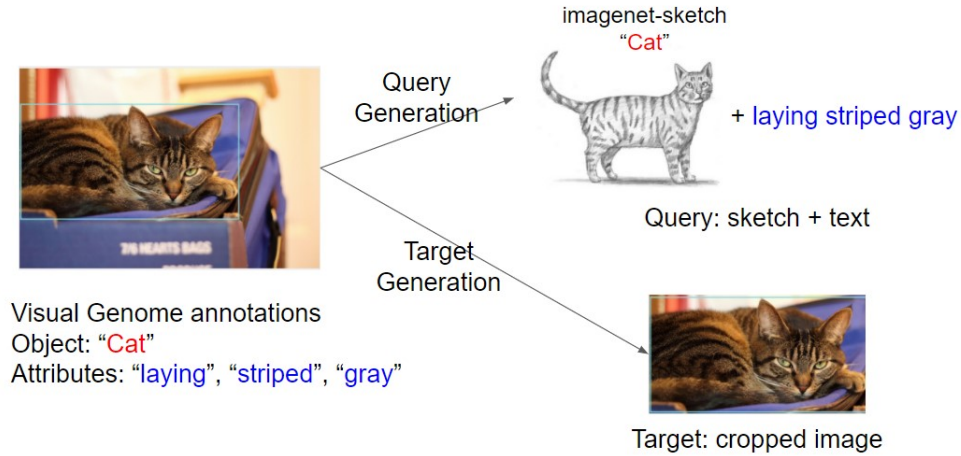 imagenet-sketch
“Cat”
Query
Generation
+ laying striped gray
Query: sketch + text
7/6 HEARTS BAGS
Target
Generation
Visual Genome annotations
Object: “Cat”
Attributes: “laying”, “striped”, “gray”
Target: cropped image